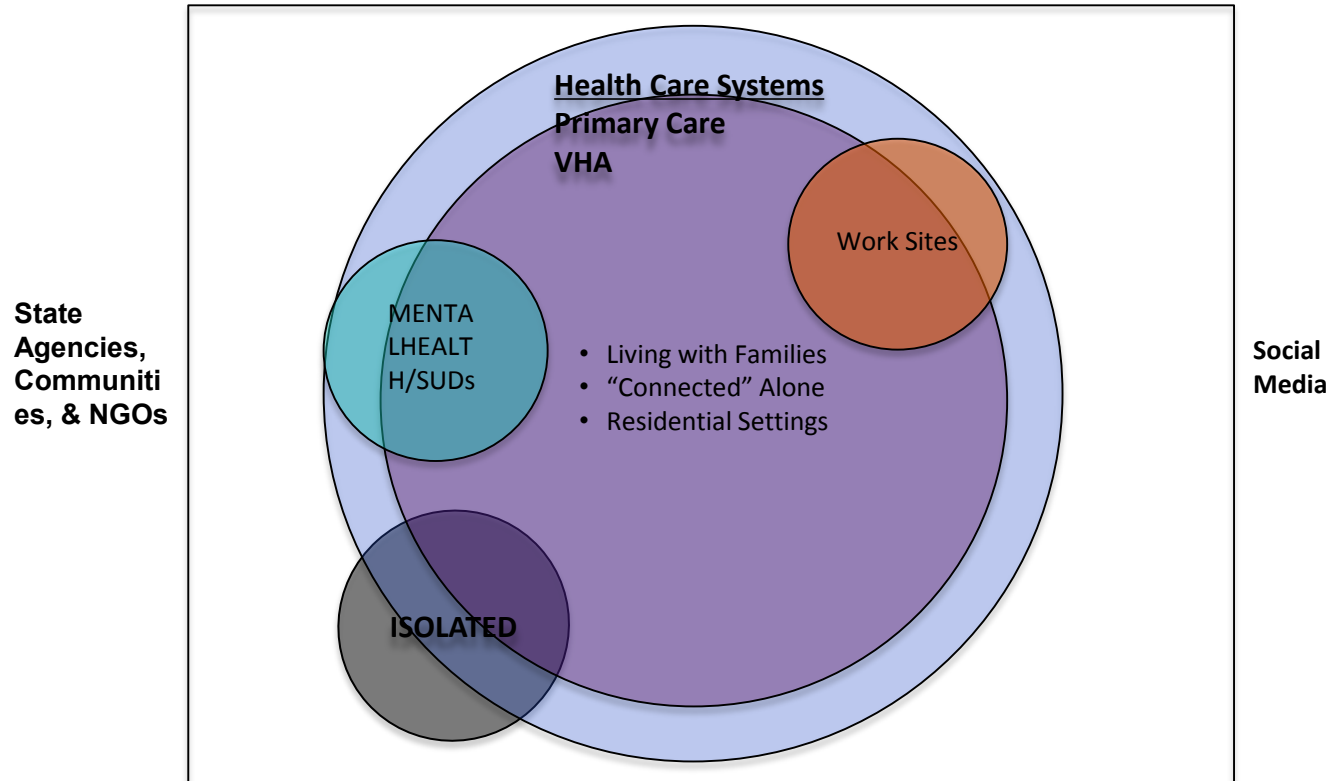 Health Care Systems
Primary Care
VHA
Work Sites
MENTA
LHEALT
H/SUDs
• Living with Families
• “Connected” Alone
• Residential Settings
State
Agencies,
Communiti
es, & NGOs
Social
Media
ISOLATED